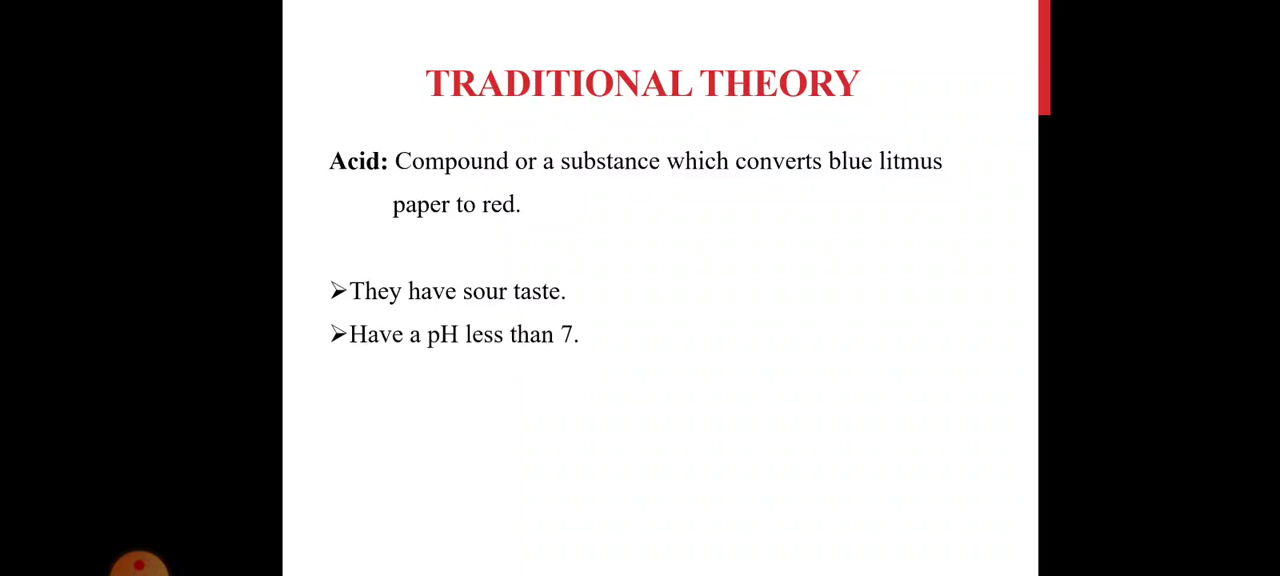 TRADITIONAL THEORY
Acid: Compound or a substance which converts blue litmus
paper to red.
➢They have sour taste.
➢Have a pH less than 7.